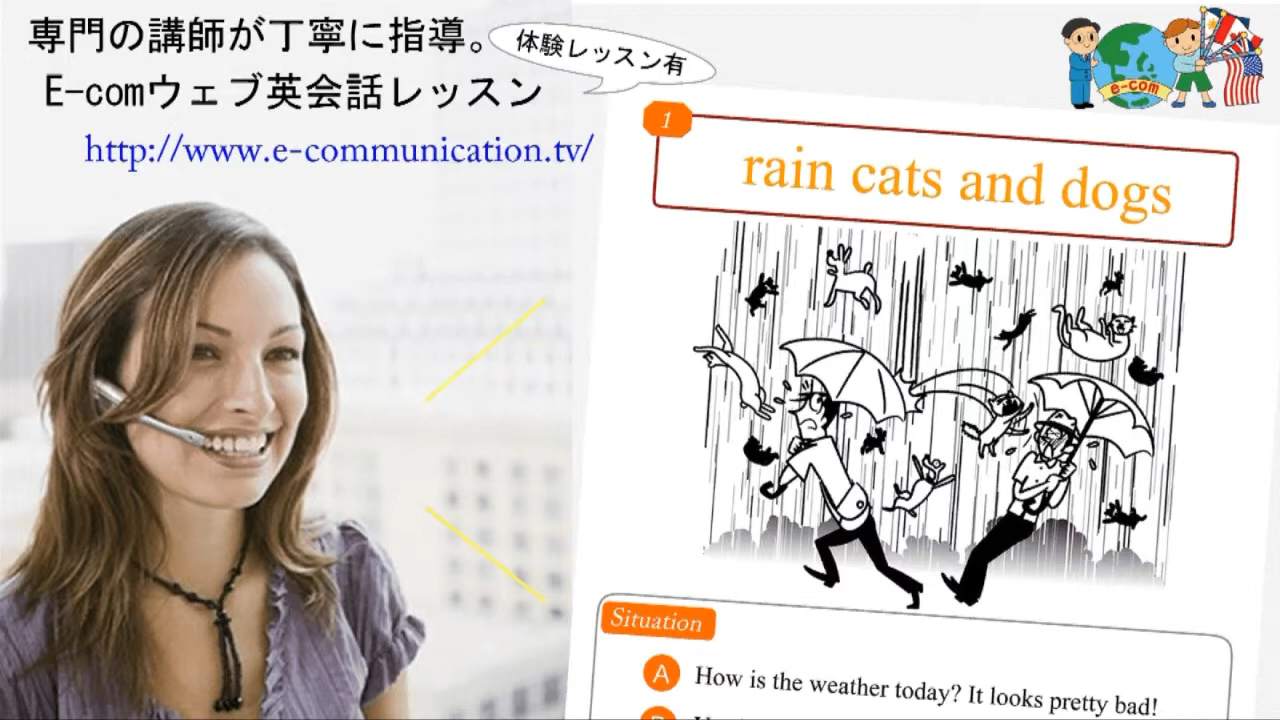 専門の講師が丁寧に指導。
体験レッスン有
E-comウェブ英会話レッスン
http://www.e-communication.tv/
e-com
1
rain cats and dogs
Situation
A How is the weather today? It looks pretty bad!